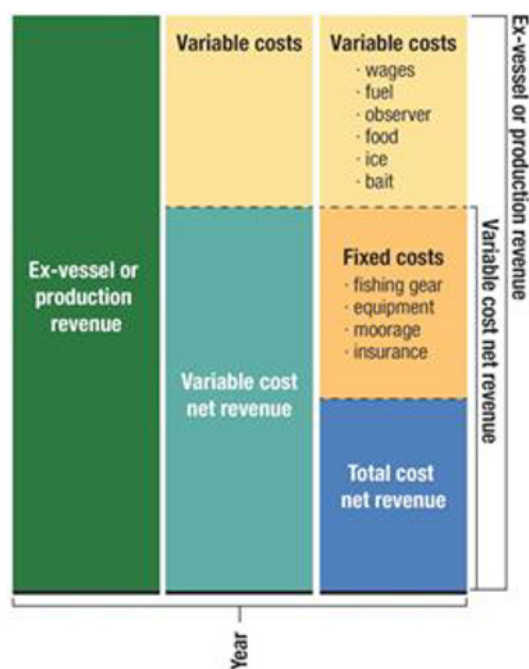 Variable costs
Variable costs
· wages
· fuel
· observer
· food
· ice
· bait
Ex-vessel or
production
revenue
Variable cost
net revenue
Fixed costs
· fishing gear
· equipment
· moorage
· insurance
Total cost
net revenue
Variable cost net revenue
Ex-vessel or production revenue
Year